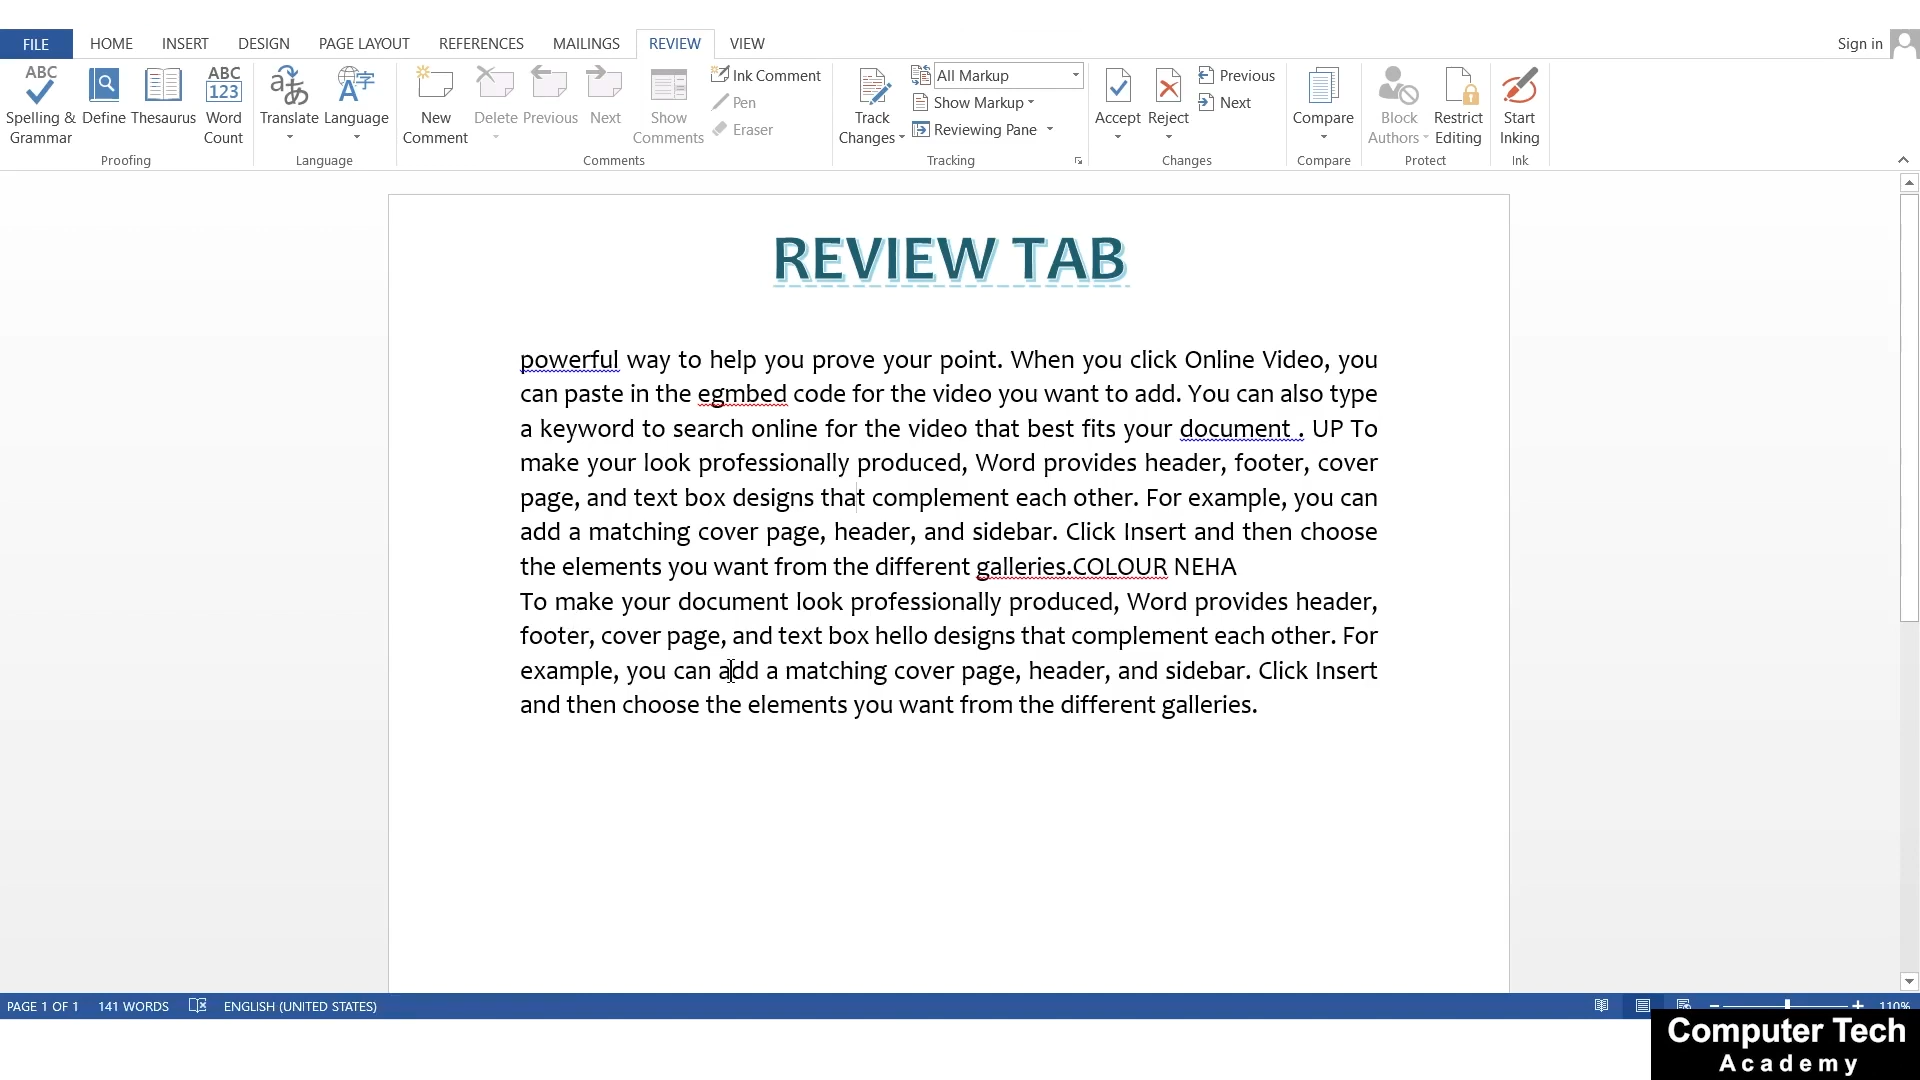 FILE HOME INSERT DESIGN PAGE LAYOUT REFERENCES MAILINGS REVIEW VIEW Sign in
ABC ABC 123
Spelling & Grammar Define Thesaurus Word Count
Translate Language
New Comment Delete Previous Next Show Comments
Ink Comment
Pen
Eraser
Track Changes
All Markup
Show Markup
Reviewing Pane
Accept Reject
Previous
Next
Compare
Block Authors Restrict Editing
Start Inking
Proofing Language Comments Tracking Changes Compare Protect Ink
REVIEW TAB
powerful way to help you prove your point. When you click Online Video, you
can paste in the egmbed code for the video you want to add. You can also type
a keyword to search online for the video that best fits your document . UP To
make your look professionally produced, Word provides header, footer, cover
page, and text box designs that complement each other. For example, you can
add a matching cover page, header, and sidebar. Click Insert and then choose
the elements you want from the different galleries.COLOUR NEHA
To make your document look professionally produced, Word provides header,
footer, cover page, and text box hello designs that complement each other. For
example, you can add a matching cover page, header, and sidebar. Click Insert
and then choose the elements you want from the different galleries.
PAGE 1 OF 1 141 WORDS ENGLISH (UNITED STATES) 110%
Computer Tech
Academy